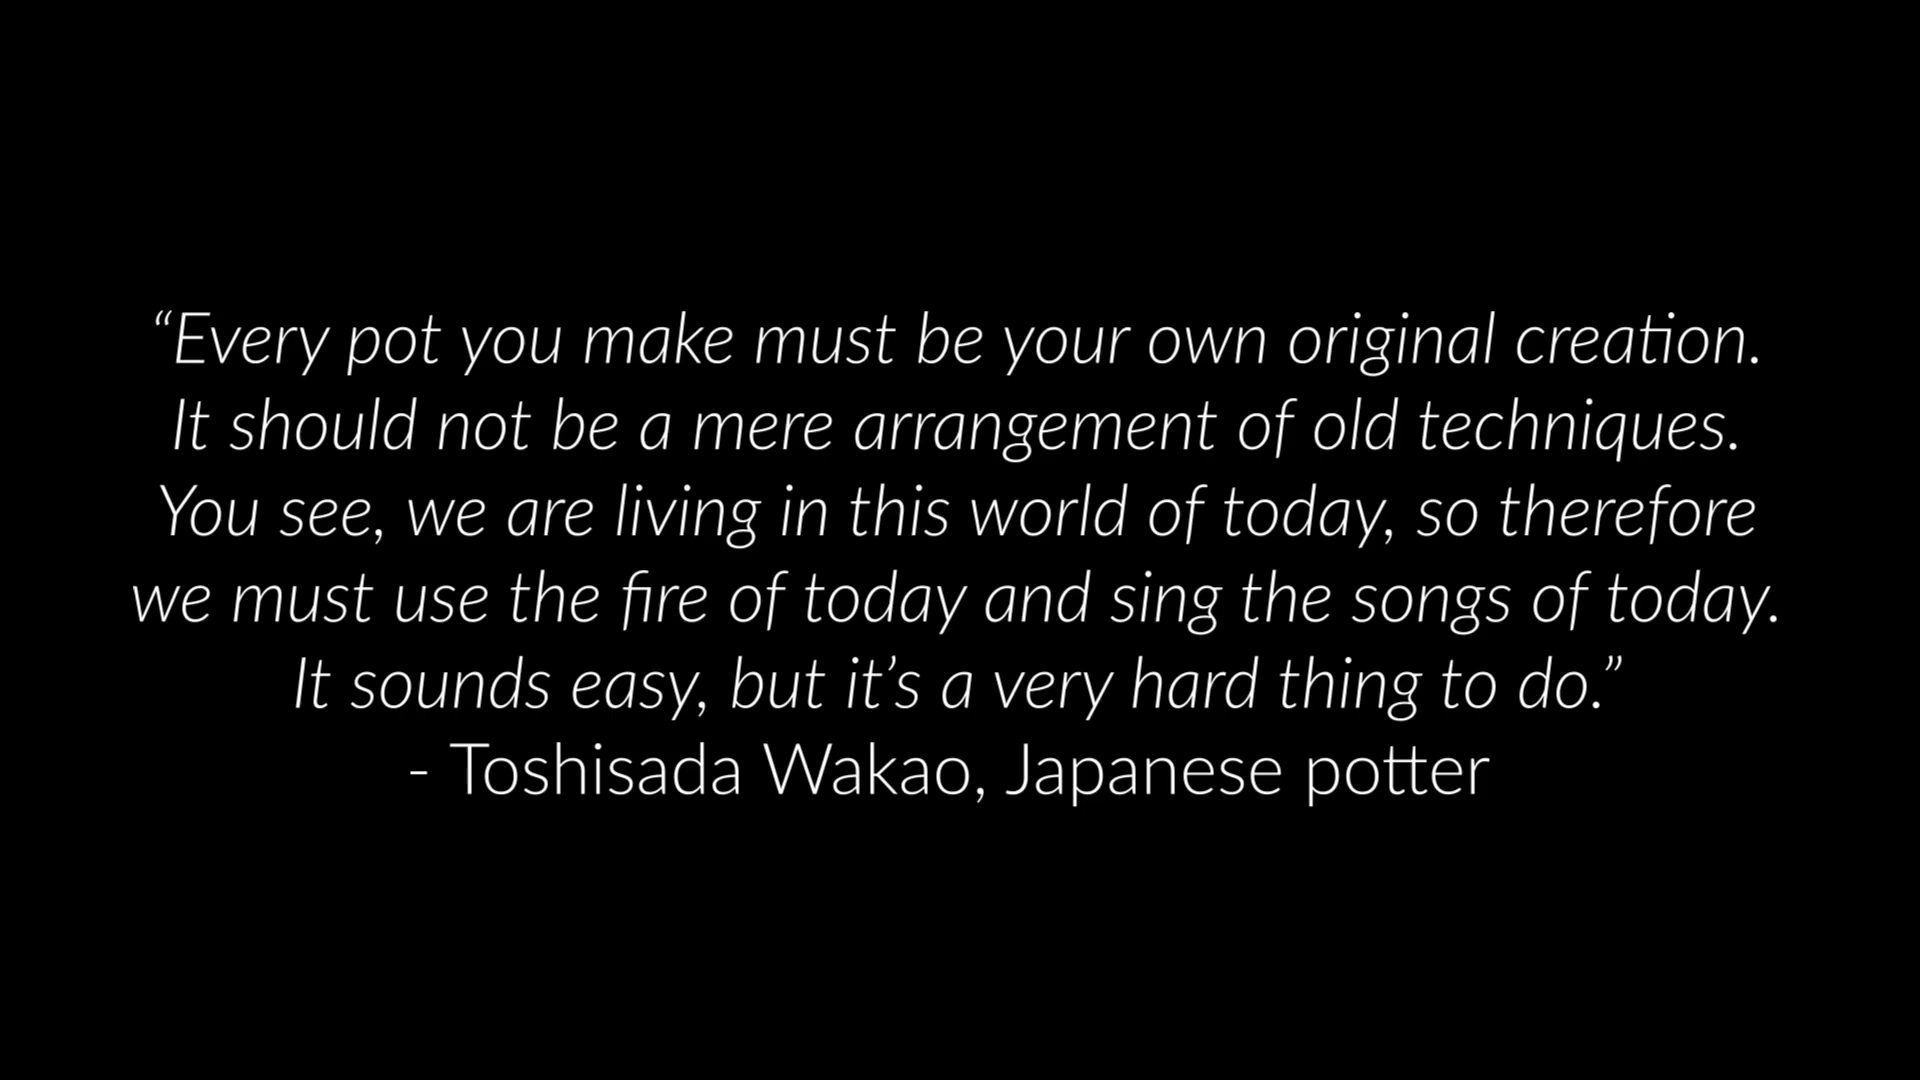 “Every pot you make must be your own original creation.
It should not be a mere arrangement of old techniques.
You see, we are living in this world of today, so therefore
we must use the fire of today and sing the songs of today.
It sounds easy, but it’s a very hard thing to do.”
- Toshisada Wakao, Japanese potter